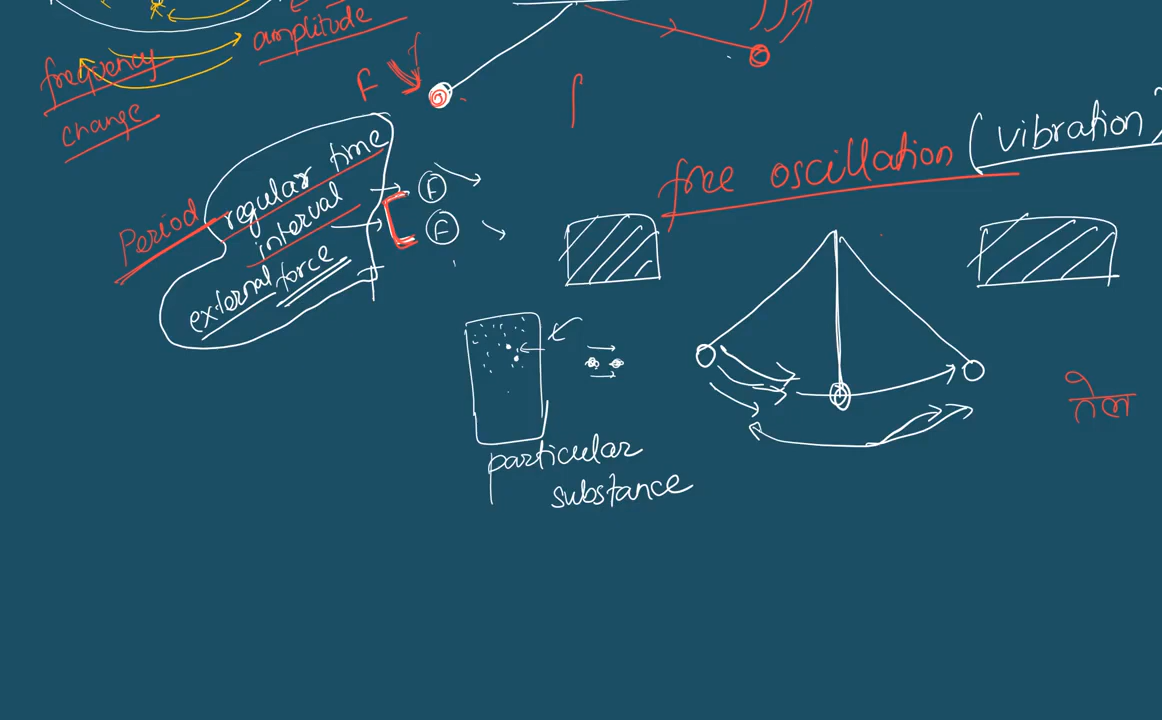 amplitude
frequency
change
F
f
Period
regular time
interval
external force
F
F
free oscillation (vibration)
particular
substance